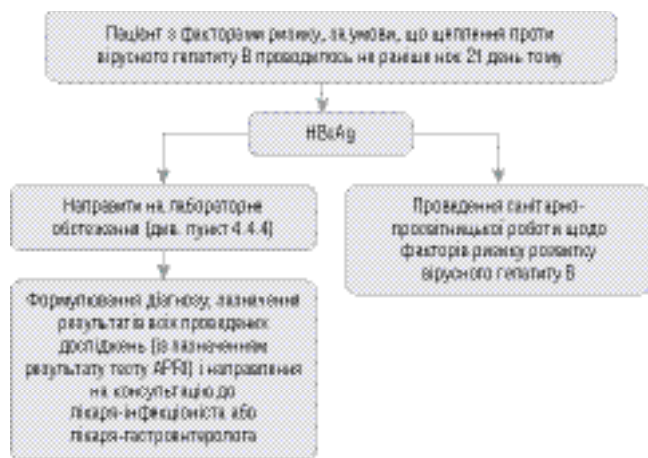 Пацієнт з факторами ризику, за умови, що щеплення проти
вірусного гепатиту В проводилось не раніше ніж 21 день тому
HBsAg
Направити на лабораторне
обстеження (див. пункт 4.4.4)
Проведення санітарно-
просвітницької роботи щодо
факторів ризику розвитку
вірусного гепатиту В
Формулювання діагнозу, зазначення
результатів всіх проведених
досліджень (із зазначенням
результату тесту APRI) і направлення
на консультацію до
лікаря-інфекціоніста або
лікаря-гастроентеролога